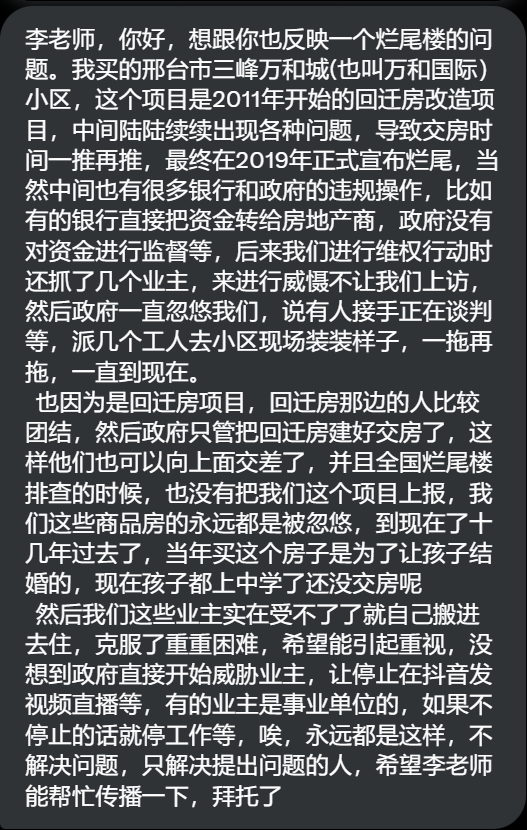 李老师，你好，想跟你也反映一个烂尾楼的问
题。我买的邢台市三峰万和城(也叫万和国际）
小区，这个项目是2011年开始的回迁房改造项
目，中间陆陆续续出现各种问题，导致交房时
间一推再推，最终在2019年正式宣布烂尾，当
然中间也有很多银行和政府的违规操作，比如
有的银行直接把资金转给房地产商，政府没有
对资金进行监督等，后来我们进行维权行动时
还抓了几个业主，来进行威慑不让我们上访，
然后政府一直忽悠我们，说有人接手正在谈判
等，派几个工人去小区现场装装样子，一拖再
拖，一直到现在。
也因为是回迁房项目，回迁房那边的人比较
团结，然后政府只管把回迁房建好交房了，这
样他们也可以向上面交差了，并且全国烂尾楼
排查的时候，也没有把我们这个项目上报，我
们这些商品房的永远都是被忽悠，到现在了十
几年过去了，当年买这个房子是为了让孩子结
婚的，现在孩子都上中学了还没交房呢
然后我们这些业主实在受不了了就自己搬进
去住，克服了重重困难，希望能引起重视，没
想到政府直接开始威胁业主，让停止在抖音发
视频直播等，有的业主是事业单位的，如果不
停止的话就停工作等，唉，永远都是这样，不
解决问题，只解决提出问题的人，希望李老师
能帮忙传播一下，拜托了